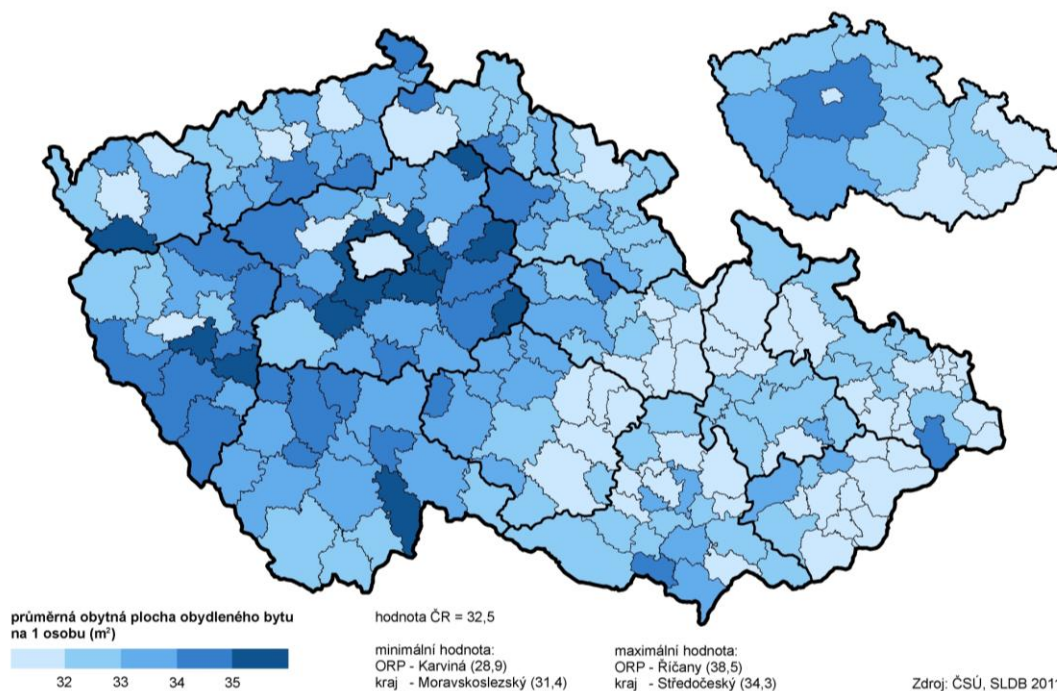 průměrná obytná plocha obydleného bytu
na 1 osobu (m²)
32 33 34 35
hodnota ČR = 32,5
minimální hodnota:
ORP - Karviná (28,9)
kraj - Moravskoslezský (31,4)
maximální hodnota:
ORP - Říčany (38,5)
kraj - Středočeský (34,3)
Zdroj: ČSÚ, SLDB 2011